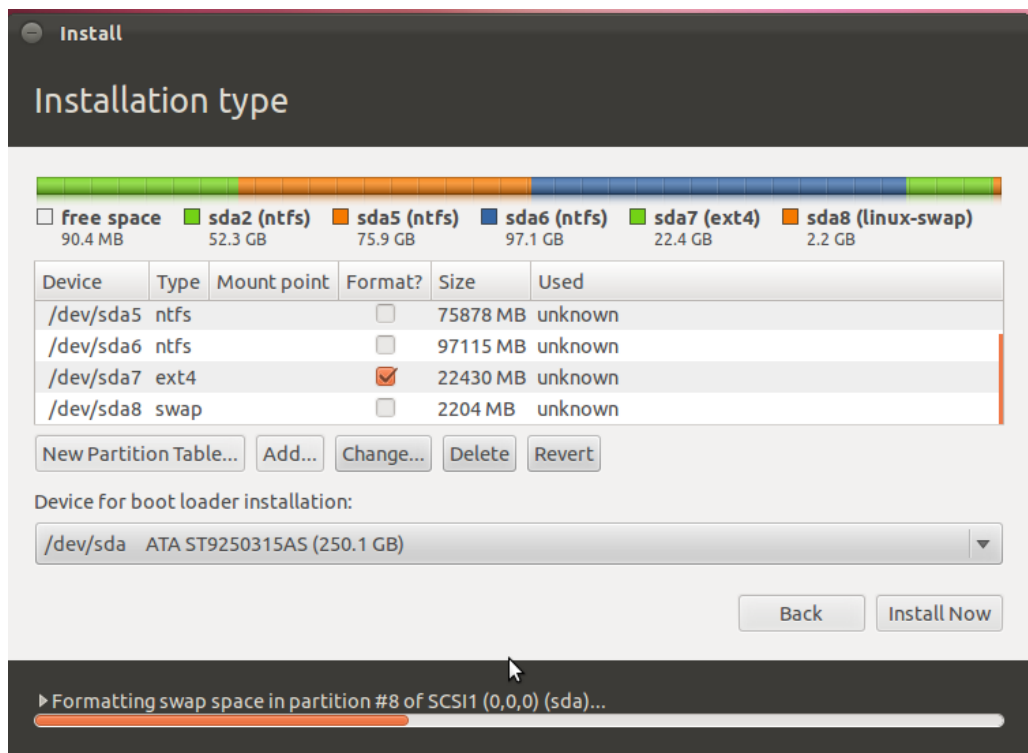 Install
Installation type
free space sda2 (ntfs) sda5 (ntfs) sda6 (ntfs) sda7 (ext4) sda8 (linux-swap)
90.4 MB 52.3 GB 75.9 GB 97.1 GB 22.4 GB 2.2 GB
Device Type Mount point Format? Size Used
/dev/sda5 ntfs 75878 MB unknown
/dev/sda6 ntfs 97115 MB unknown
/dev/sda7 ext4 22430 MB unknown
/dev/sda8 swap 2204 MB unknown
New Partition Table... Add... Change... Delete Revert
Device for boot loader installation:
/dev/sda ATA ST9250315AS (250.1 GB)
Back Install Now
Formatting swap space in partition #8 of SCSI1 (0,0,0) (sda)...